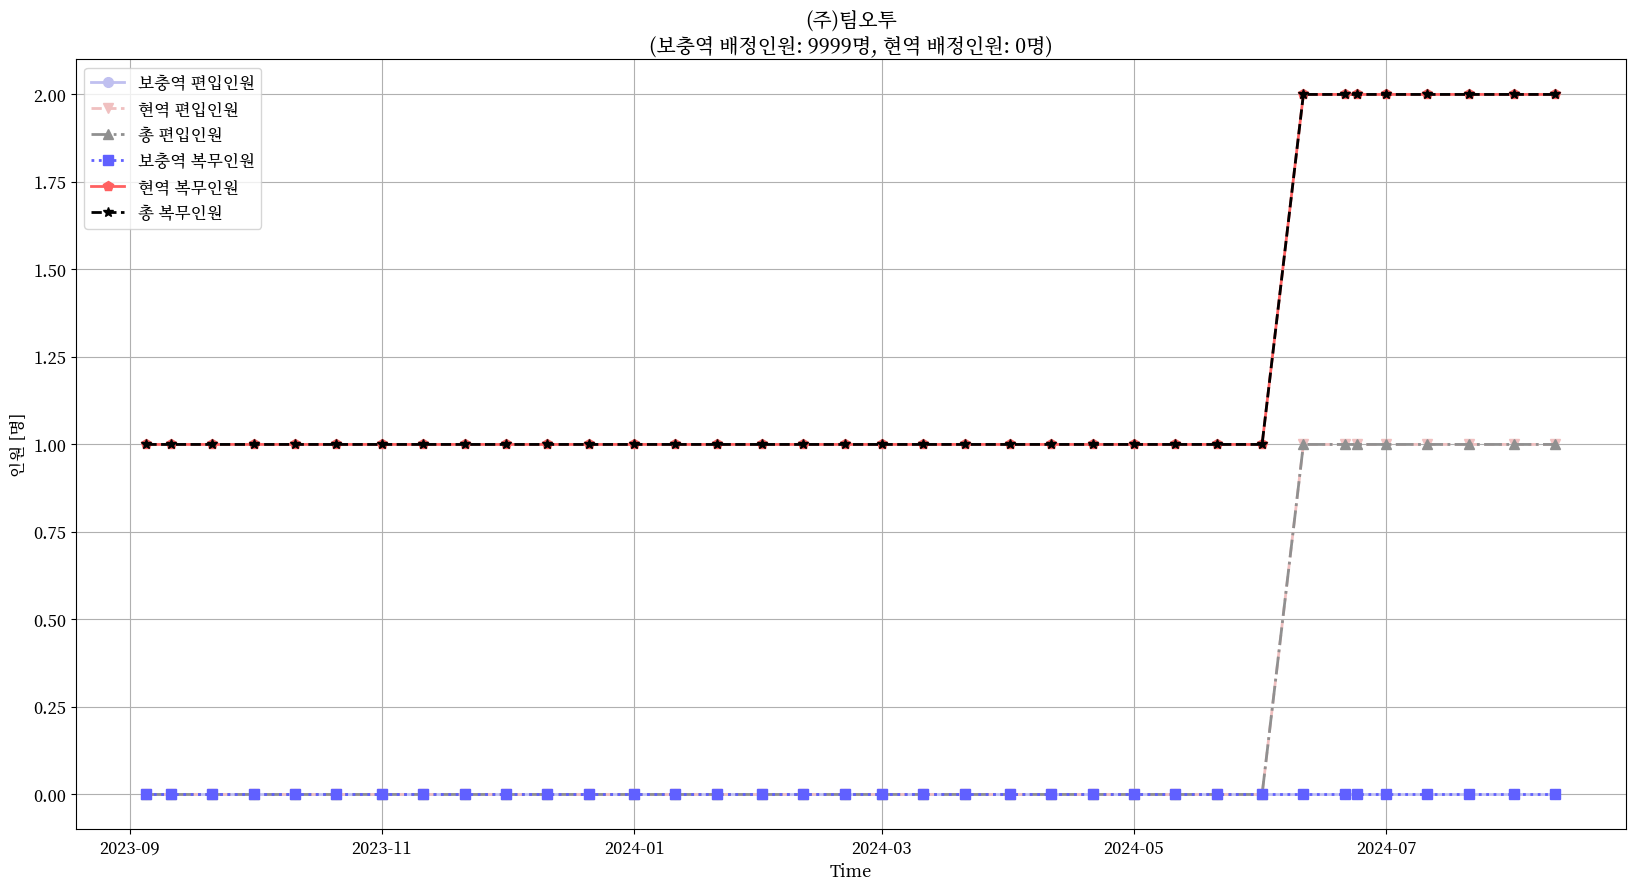 (주)팀오투
(보충역 배정인원: 9999명, 현역 배정인원: 0명)
보충역 편입인원
현역 편입인원
총 편입인원
보충역 복무인원
현역 복무인원
총 복무인원
인원 [명]
2.00
1.75
1.50
1.25
1.00
0.75
0.50
0.25
0.00
2023-09
2023-11
2024-01
2024-03
2024-05
2024-07
Time